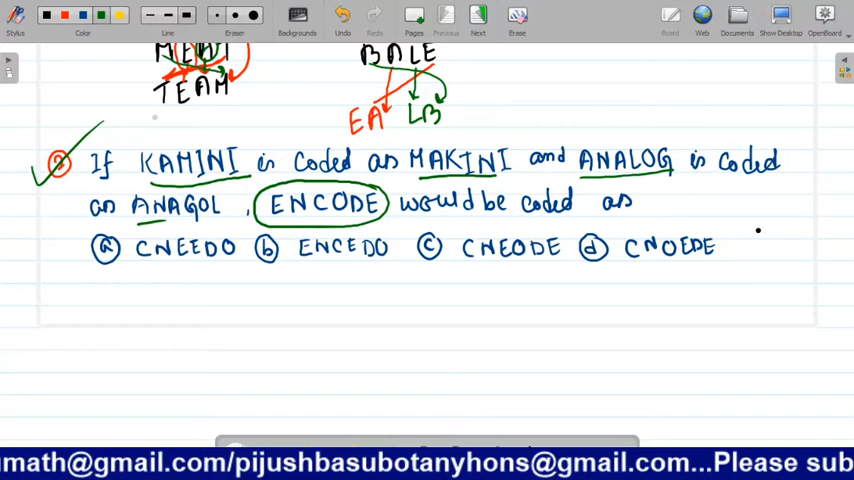 Color Line Eraser Backgrounds Undo Redo Pages Previous Next Erase Board Web Documents Show Desktop OpenBoard
MEAT BALE
TEAM
EA LB
If KAMINI is coded as MAKINI and ANALOG is coded
as ANAGOL , ENCODE would be coded as
(a) CNEEDO (b) ENCEDO (c) CNEODE (d) CNOEDE
umath@gmail.com/pijushbasubotanyhons@gmail.com...Please sub